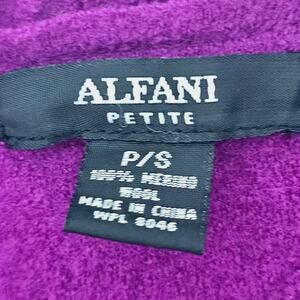 ALFANI
PETITE
P/S
100% MERINO
WOOL
MADE IN CHINA
WPL 8046